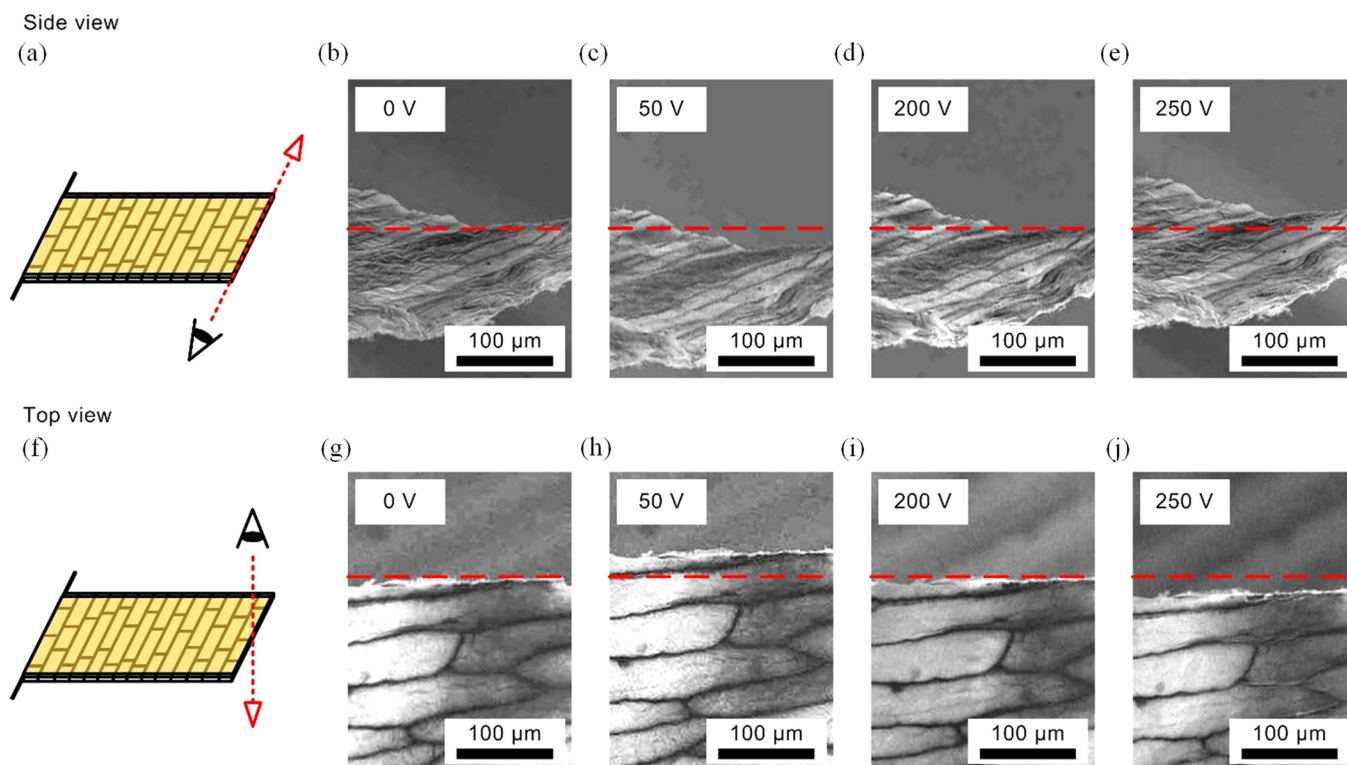 Side view
(a) (b) (c) (d) (e)
0 V 50 V 200 V 250 V
100 µm 100 µm 100 µm 100 µm
Top view
(f) (g) (h) (i) (j)
0 V 50 V 200 V 250 V
100 µm 100 µm 100 µm 100 µm